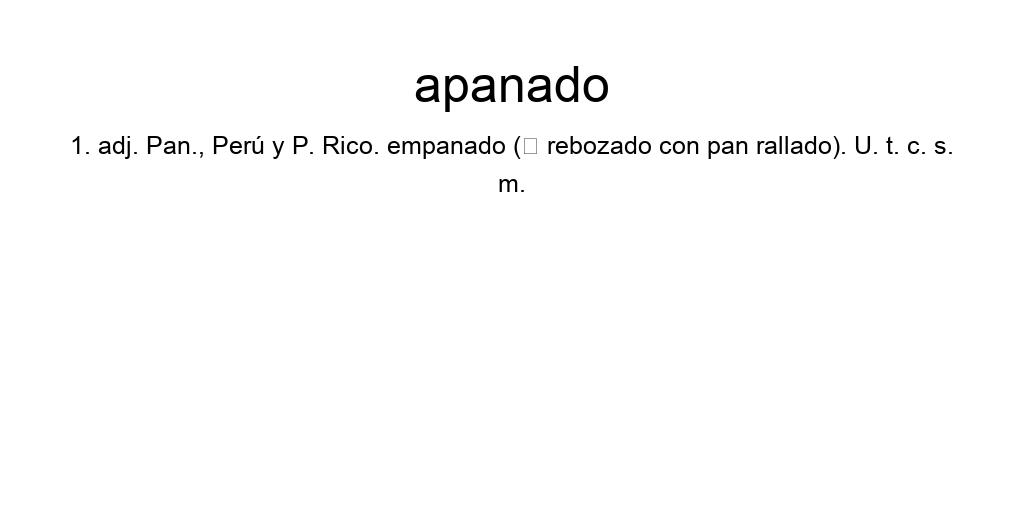 apanado
1. adj. Pan., Perú y P. Rico. empanado (□ rebozado con pan rallado). U. t. c. s.
m.